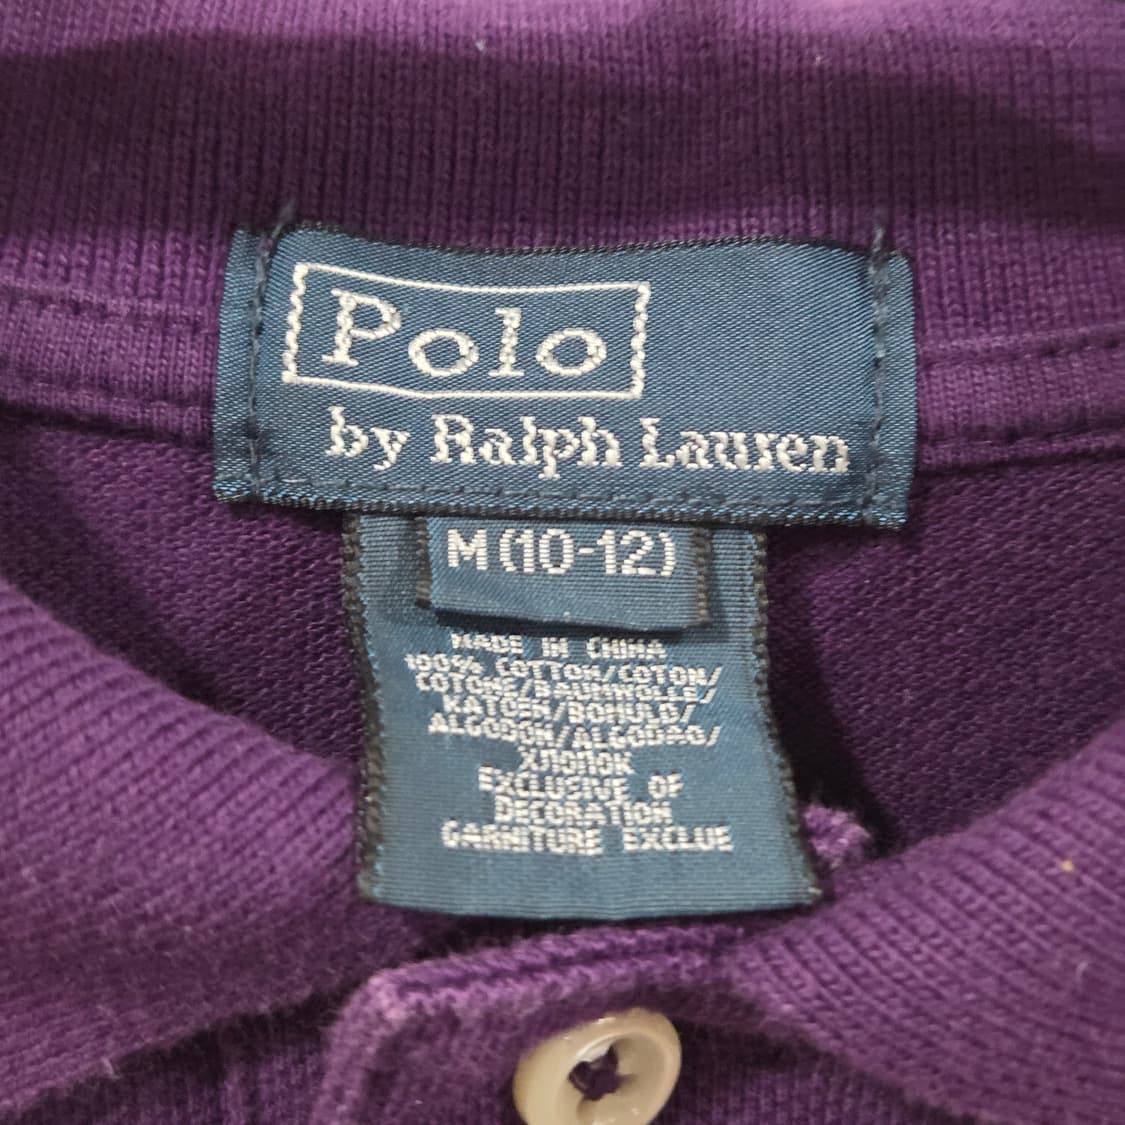 Polo
by Ralph Lauren
M (10-12)
MADE IN CHINA
100% COTTON/COTON/
COTONE/BAUMWOLLE/
KATOEN/BOMULD/
ALGODON/ALGODAO/
ХЛОПОК
EXCLUSIVE OF
DECORATION
GARNITURE EXCLUE